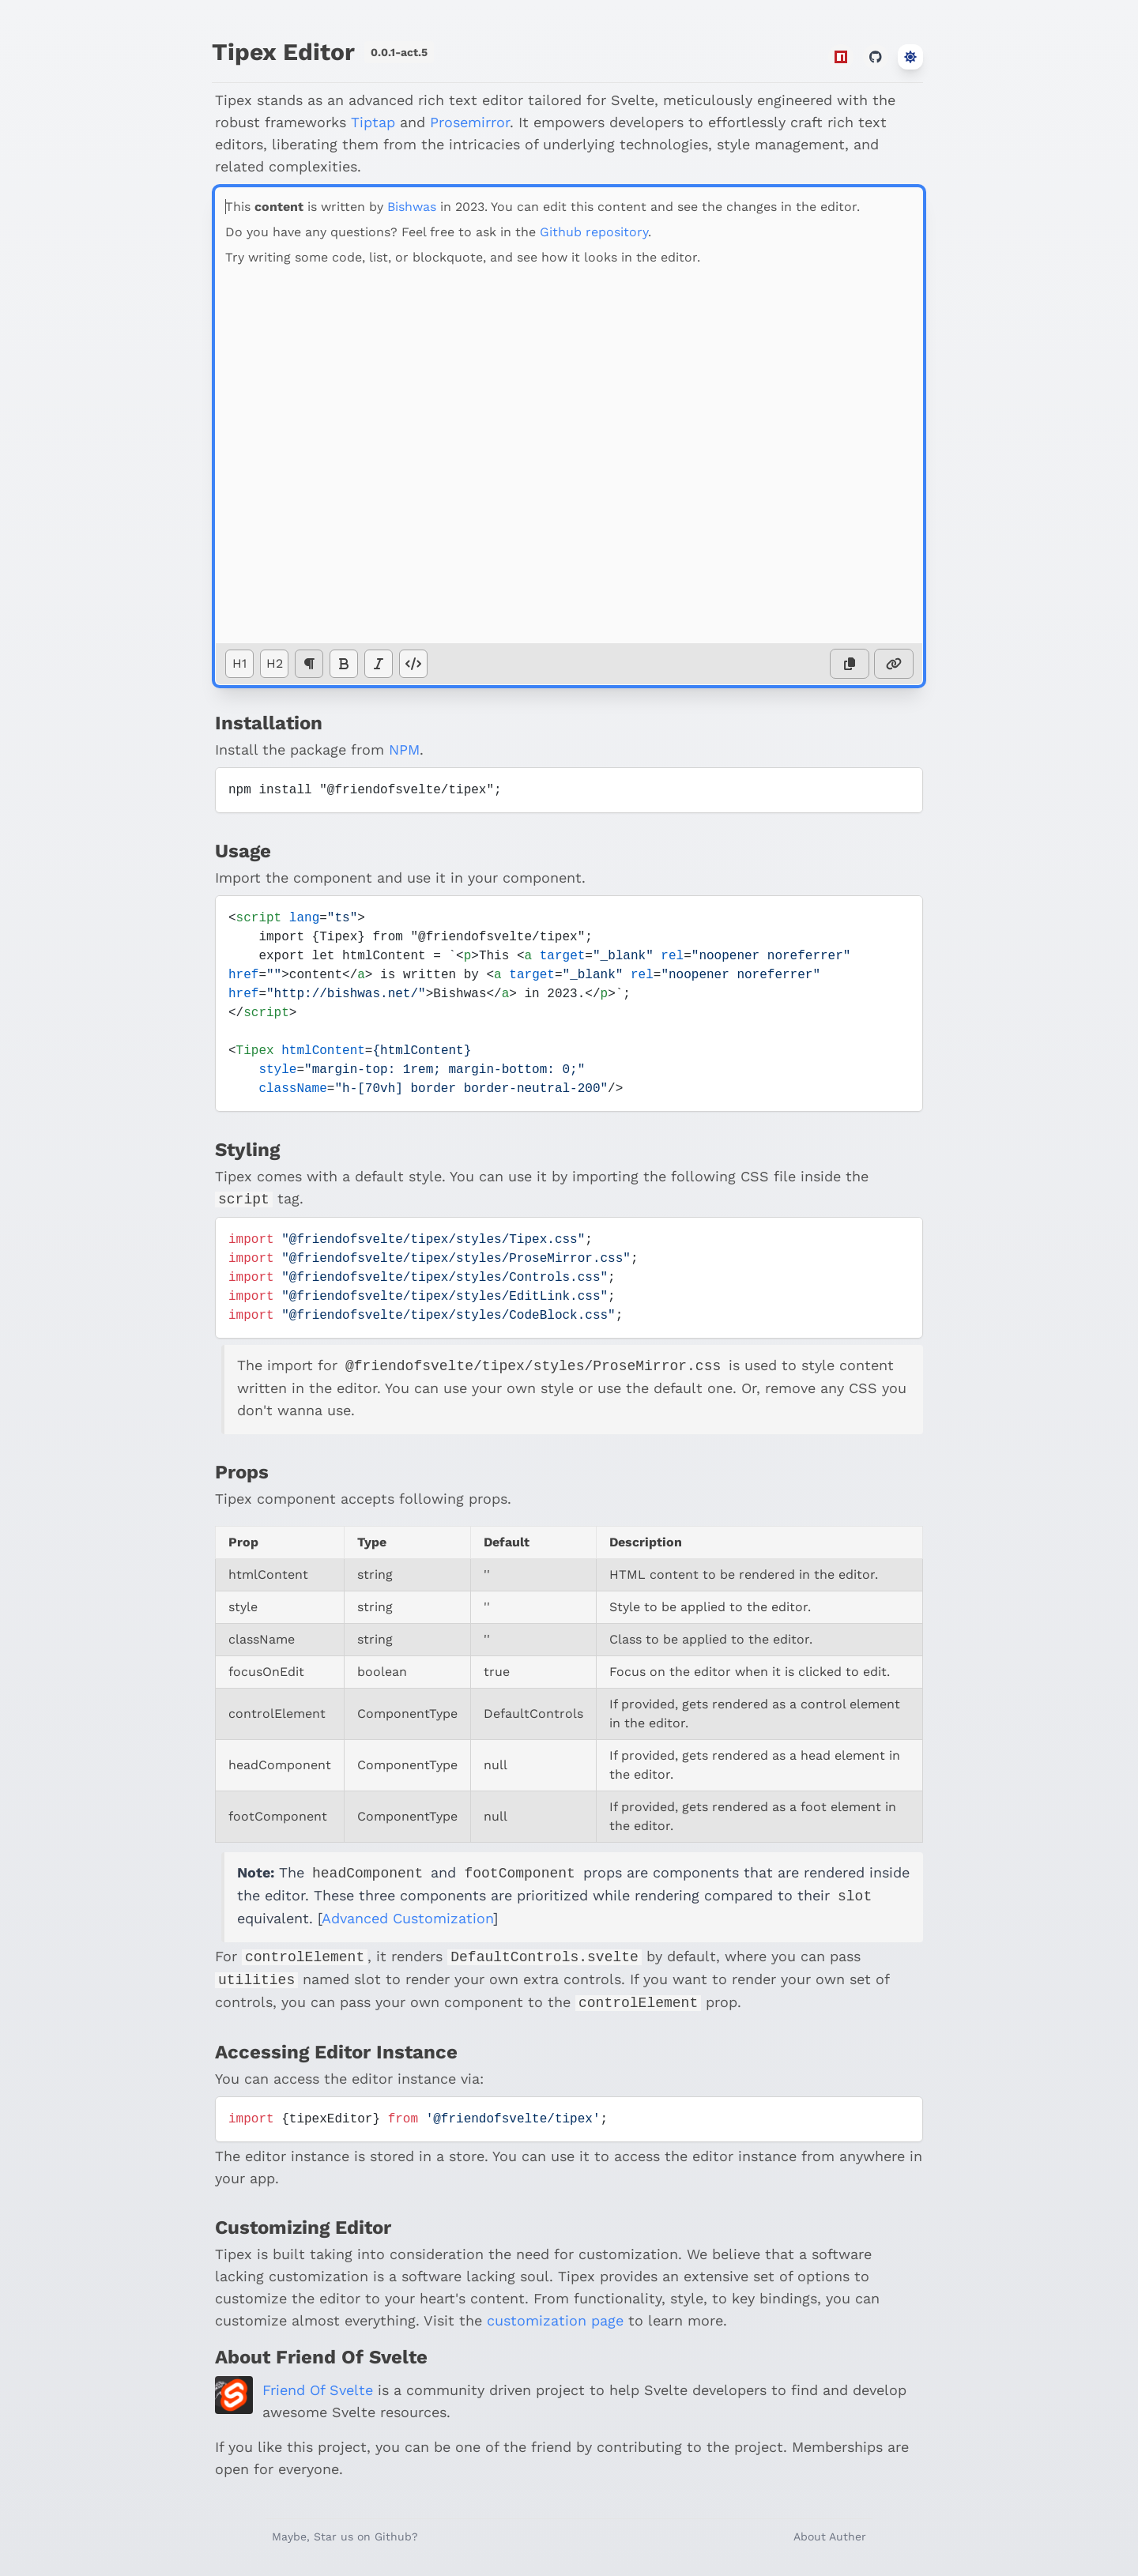 Tipex Editor 0.0.1-act.5
Tipex stands as an advanced rich text editor tailored for Svelte, meticulously engineered with the
robust frameworks Tiptap and Prosemirror. It empowers developers to effortlessly craft rich text
editors, liberating them from the intricacies of underlying technologies, style management, and
related complexities.
This content is written by Bishwas in 2023. You can edit this content and see the changes in the editor.
Do you have any questions? Feel free to ask in the Github repository.
Try writing some code, list, or blockquote, and see how it looks in the editor.
H1 H2 ¶ B I </>
Installation
Install the package from NPM.
npm install "@friendofsvelte/tipex";
Usage
Import the component and use it in your component.
<script lang="ts">
    import {Tipex} from "@friendofsvelte/tipex";
    export let htmlContent = `<p>This <a target="_blank" rel="noopener noreferrer"
href="">content</a> is written by <a target="_blank" rel="noopener noreferrer"
href="http://bishwas.net/">Bishwas</a> in 2023.</p>`;
</script>
<Tipex htmlContent={htmlContent}
    style="margin-top: 1rem; margin-bottom: 0;"
    className="h-[70vh] border border-neutral-200"/>
Styling
Tipex comes with a default style. You can use it by importing the following CSS file inside the
script tag.
import "@friendofsvelte/tipex/styles/Tipex.css";
import "@friendofsvelte/tipex/styles/ProseMirror.css";
import "@friendofsvelte/tipex/styles/Controls.css";
import "@friendofsvelte/tipex/styles/EditLink.css";
import "@friendofsvelte/tipex/styles/CodeBlock.css";
The import for @friendofsvelte/tipex/styles/ProseMirror.css is used to style content
written in the editor. You can use your own style or use the default one. Or, remove any CSS you
don't wanna use.
Props
Tipex component accepts following props.
Prop Type Default Description
htmlContent string '' HTML content to be rendered in the editor.
style string '' Style to be applied to the editor.
className string '' Class to be applied to the editor.
focusOnEdit boolean true Focus on the editor when it is clicked to edit.
controlElement ComponentType DefaultControls If provided, gets rendered as a control element
in the editor.
headComponent ComponentType null If provided, gets rendered as a head element in
the editor.
footComponent ComponentType null If provided, gets rendered as a foot element in
the editor.
Note: The headComponent and footComponent props are components that are rendered inside
the editor. These three components are prioritized while rendering compared to their slot
equivalent. [Advanced Customization]
For controlElement, it renders DefaultControls.svelte by default, where you can pass
utilities named slot to render your own extra controls. If you want to render your own set of
controls, you can pass your own component to the controlElement prop.
Accessing Editor Instance
You can access the editor instance via:
import {tipexEditor} from '@friendofsvelte/tipex';
The editor instance is stored in a store. You can use it to access the editor instance from anywhere in
your app.
Customizing Editor
Tipex is built taking into consideration the need for customization. We believe that a software
lacking customization is a software lacking soul. Tipex provides an extensive set of options to
customize the editor to your heart's content. From functionality, style, to key bindings, you can
customize almost everything. Visit the customization page to learn more.
About Friend Of Svelte
Friend Of Svelte is a community driven project to help Svelte developers to find and develop
awesome Svelte resources.
If you like this project, you can be one of the friend by contributing to the project. Memberships are
open for everyone.
Maybe, Star us on Github? About Auther